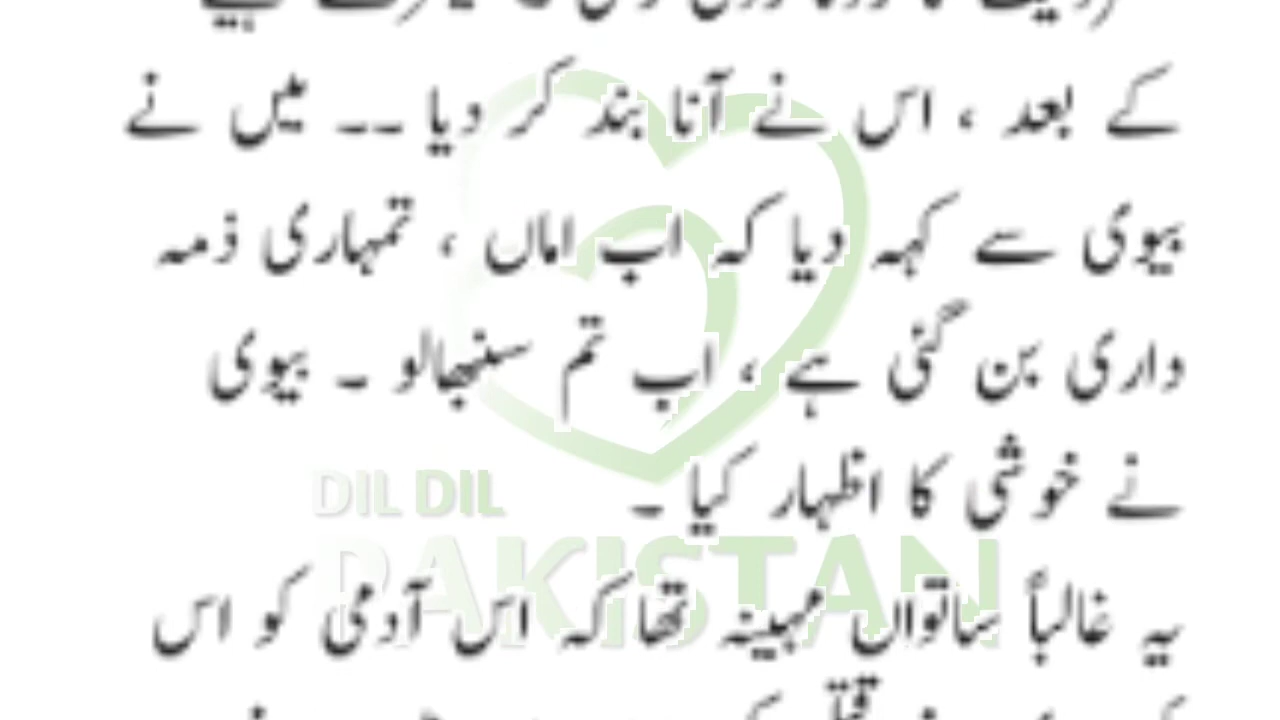 کے بعد ، اس نے آنا بند کر دیا ۔۔ میں نے
بیوی سے کہہ دیا کہ اب اماں ، تمہاری ذمہ
داری بن گئی ہے ، اب تم سنبھالو ۔ بیوی
نے خوشی کا اظہار کیا ۔
DIL DIL
PAKISTAN
یہ غالباً ساتواں مہینہ تھا کہ اس آدمی کو اس